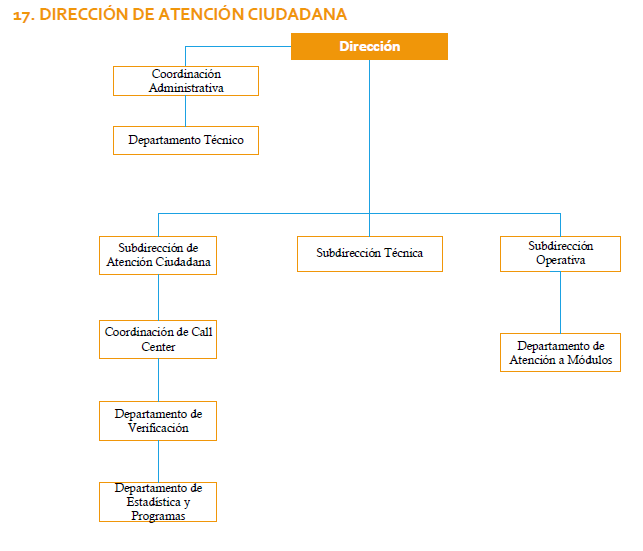 17. DIRECCIÓN DE ATENCIÓN CIUDADANA
Dirección
Coordinación
Administrativa
Departamento Técnico
Subdirección de
Atención Ciudadana
Subdirección Técnica
Subdirección
Operativa
Coordinación de Call
Center
Departamento de
Atención a Módulos
Departamento de
Verificación
Departamento de
Estadística y
Programas